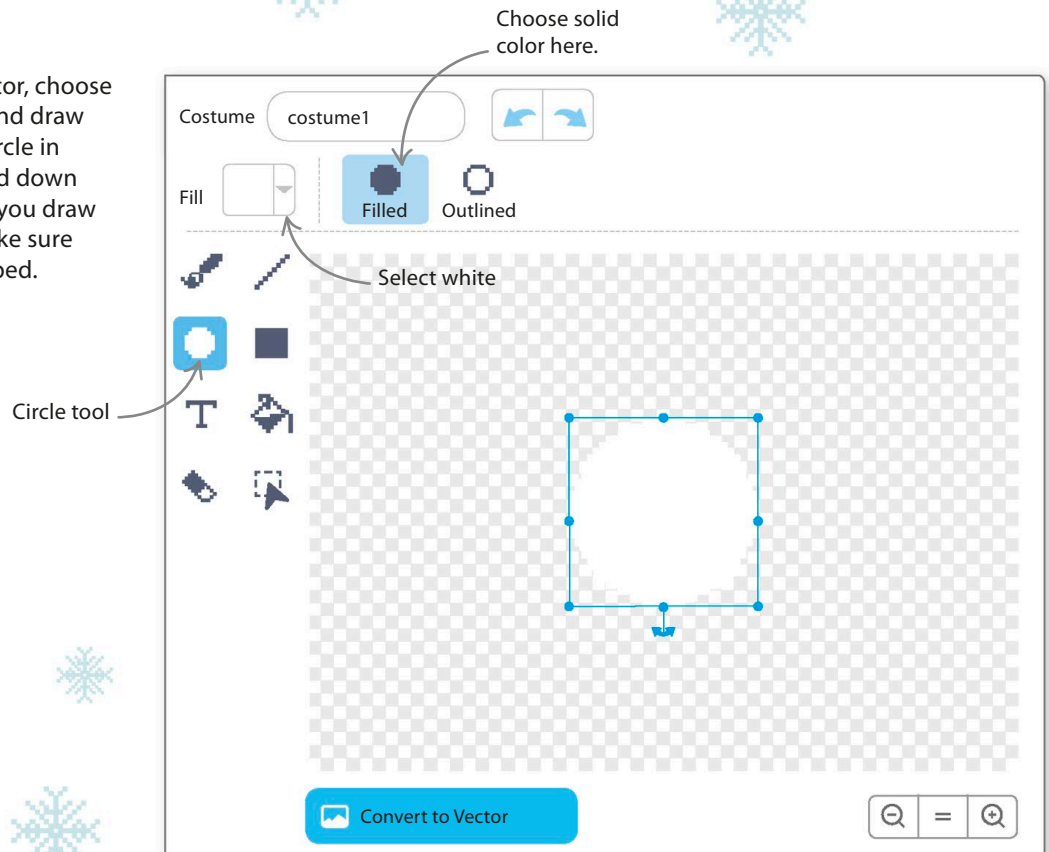 Choose solid
color here.
tor, choose
nd draw
rcle in
d down
you draw
ke sure
ped.
Costume costume1
Fill
Filled Outlined
Select white
Circle tool
T
Convert to Vector
=